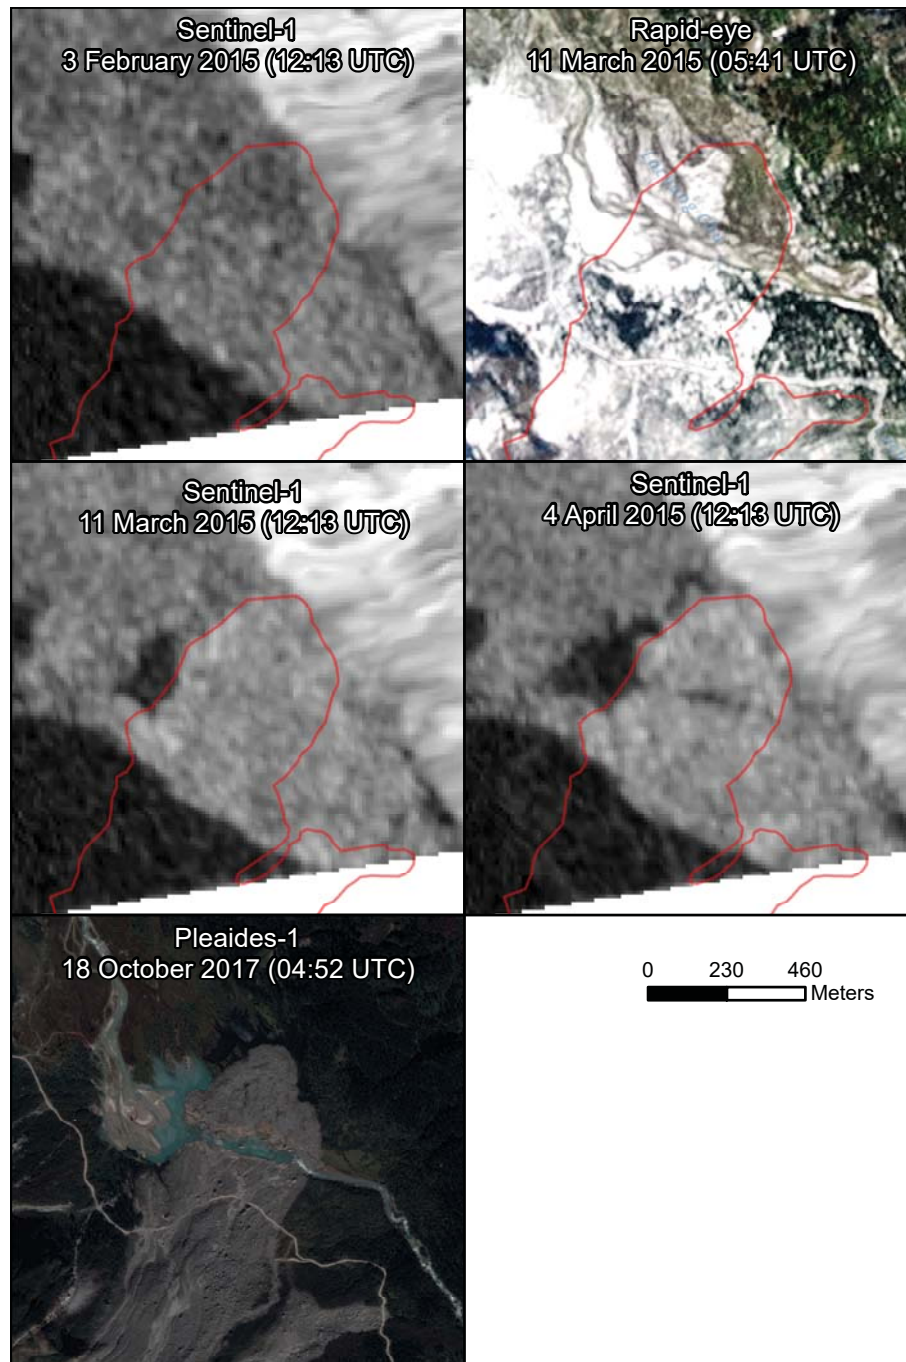 Sentinel-1
3 February 2015 (12:13 UTC)
Rapid-eye
11 March 2015 (05:41 UTC)
Sentinel-1
11 March 2015 (12:13 UTC)
Sentinel-1
4 April 2015 (12:13 UTC)
Pleaides-1
18 October 2017 (04:52 UTC)
0 230 460
Meters